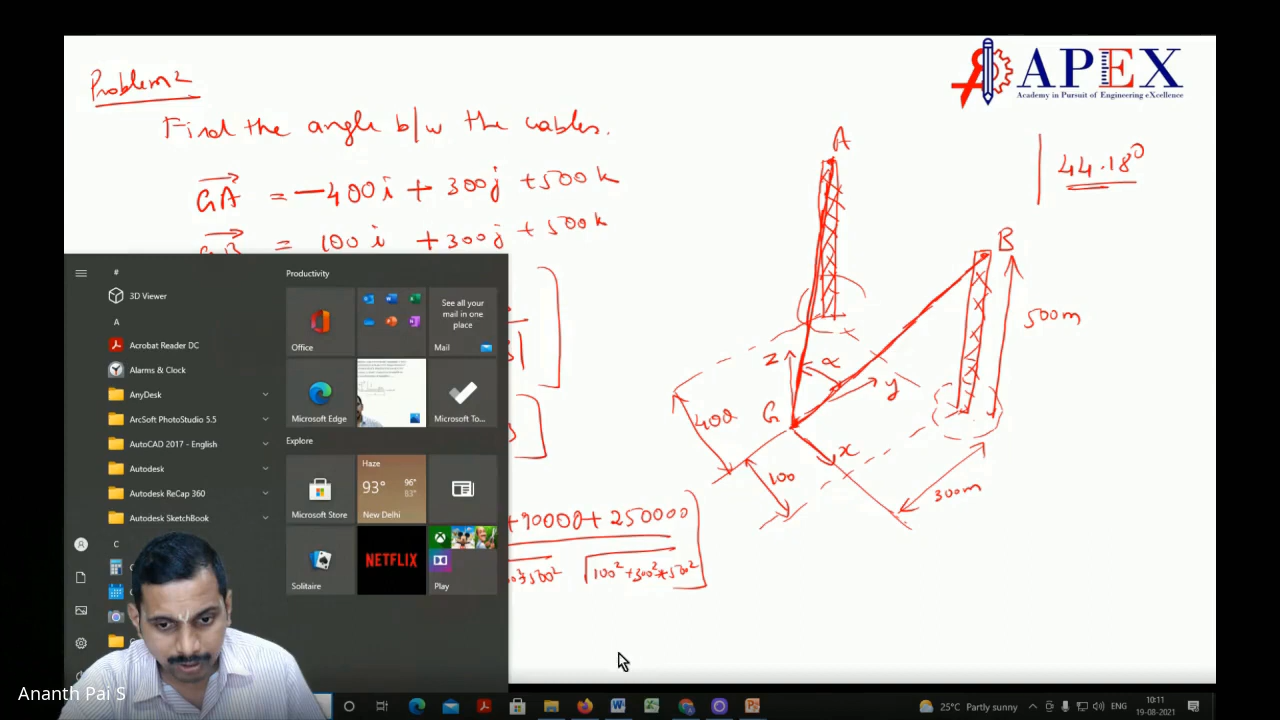 APEX
Academy in Pursuit of Engineering eXcellence
Problem 2
Find the angle b/w the cables.
GA = -400i + 300j + 500k
GB = 100i + 300j + 500k
44.18°
A
B
500m
Z
α
y
G
x
400
100
300m
+90000 + 250000
+500²
√100²+300²+500²
#
3D Viewer
A
Acrobat Reader DC
Alarms & Clock
AnyDesk
ArcSoft PhotoStudio 5.5
AutoCAD 2017 - English
Autodesk
Autodesk ReCap 360
Autodesk SketchBook
C
Productivity
Office
See all your
mail in one
place
Mail
Microsoft Edge
Microsoft To...
Explore
Microsoft Store
Haze
93° 96°
83°
New Delhi
Solitaire
NETFLIX
Play
Ananth Pai S
25°C Partly sunny
ENG
10:11
19-08-2021